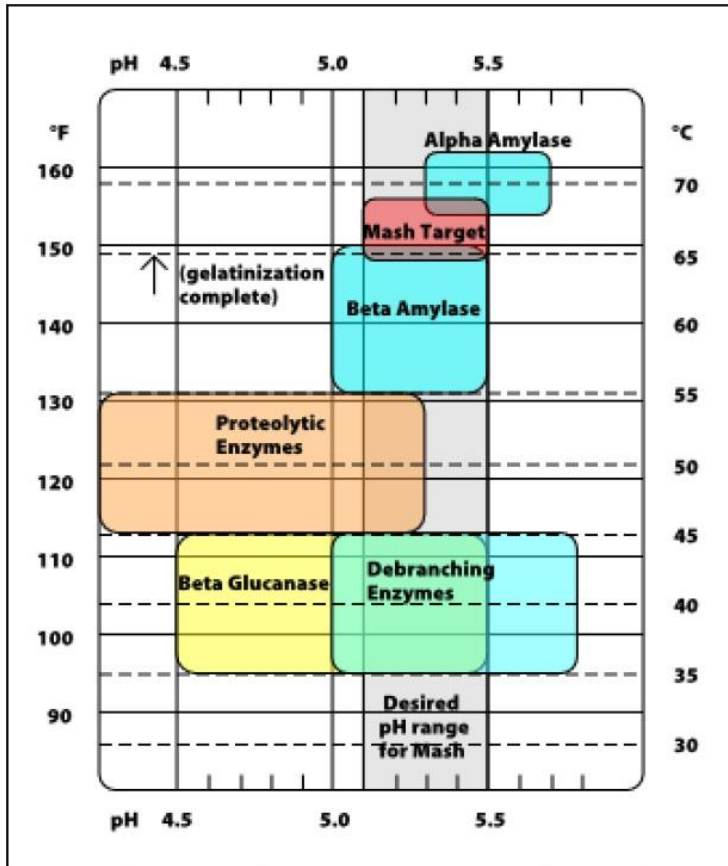 pH 4.5 5.0 5.5
°F °C
Alpha Amylase
160
70
Mash Target
150
65
(gelatinization
complete)
Beta Amylase
140 60
130 55
Proteolytic
Enzymes
120 50
45
110
Debranching
Beta Glucanase
Enzymes
40
100
35
Desired
90
pH range
for Mash
30
pH 4.5 5.0 5.5